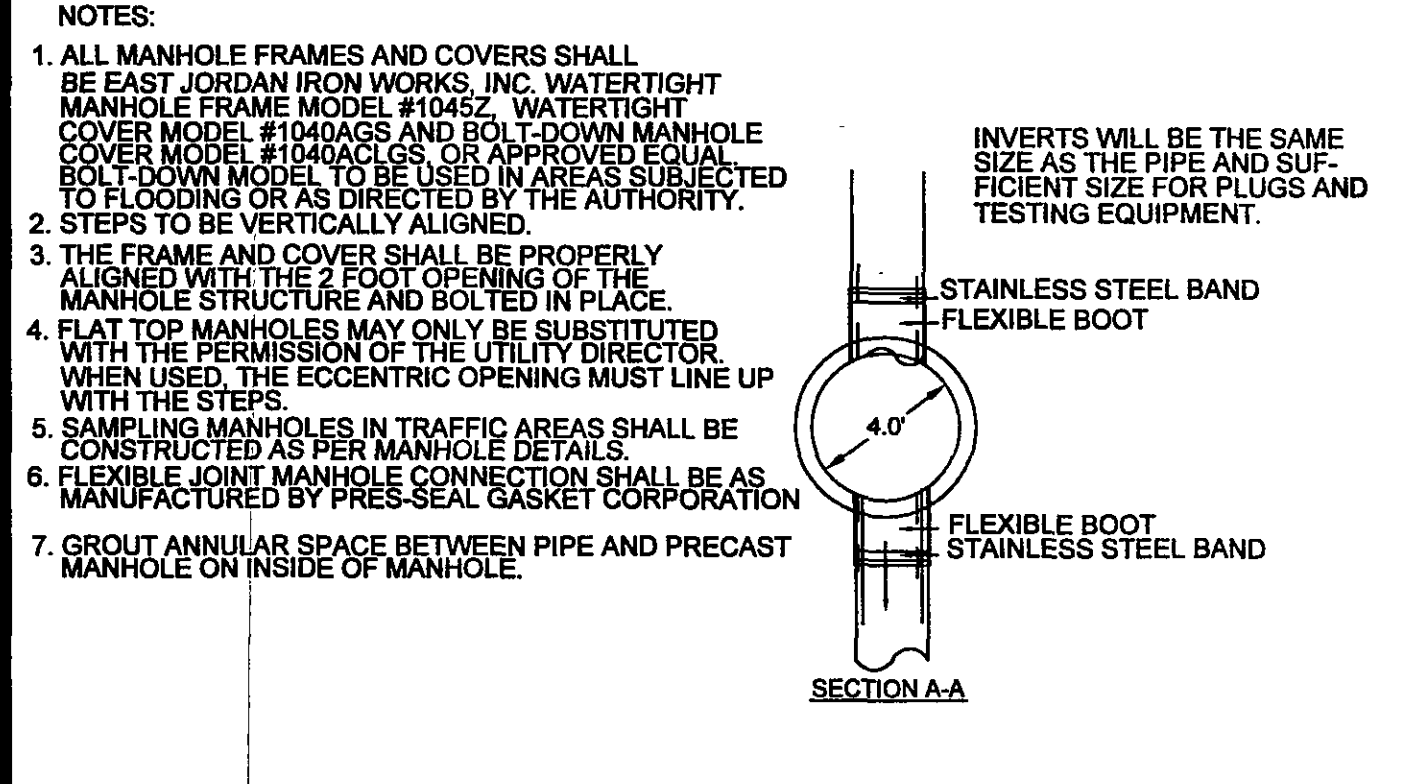 NOTES:
1. ALL MANHOLE FRAMES AND COVERS SHALL
BE EAST JORDAN IRON WORKS, INC. WATERTIGHT
MANHOLE FRAME MODEL #1045Z, WATERTIGHT
COVER MODEL #1040AGS AND BOLT-DOWN MANHOLE
COVER MODEL #1040ACLGS, OR APPROVED EQUAL.
BOLT-DOWN MODEL TO BE USED IN AREAS SUBJECTED
TO FLOODING OR AS DIRECTED BY THE AUTHORITY.
2. STEPS TO BE VERTICALLY ALIGNED.
3. THE FRAME AND COVER SHALL BE PROPERLY
ALIGNED WITH THE 2 FOOT OPENING OF THE
MANHOLE STRUCTURE AND BOLTED IN PLACE.
4. FLAT TOP MANHOLES MAY ONLY BE SUBSTITUTED
WITH THE PERMISSION OF THE UTILITY DIRECTOR.
WHEN USED, THE ECCENTRIC OPENING MUST LINE UP
WITH THE STEPS.
5. SAMPLING MANHOLES IN TRAFFIC AREAS SHALL BE
CONSTRUCTED AS PER MANHOLE DETAILS.
6. FLEXIBLE JOINT MANHOLE CONNECTION SHALL BE AS
MANUFACTURED BY PRES-SEAL GASKET CORPORATION
7. GROUT ANNULAR SPACE BETWEEN PIPE AND PRECAST
MANHOLE ON INSIDE OF MANHOLE.
INVERTS WILL BE THE SAME
SIZE AS THE PIPE AND SUF-
FICIENT SIZE FOR PLUGS AND
TESTING EQUIPMENT.
STAINLESS STEEL BAND
FLEXIBLE BOOT
4.0'
FLEXIBLE BOOT
STAINLESS STEEL BAND
SECTION A-A